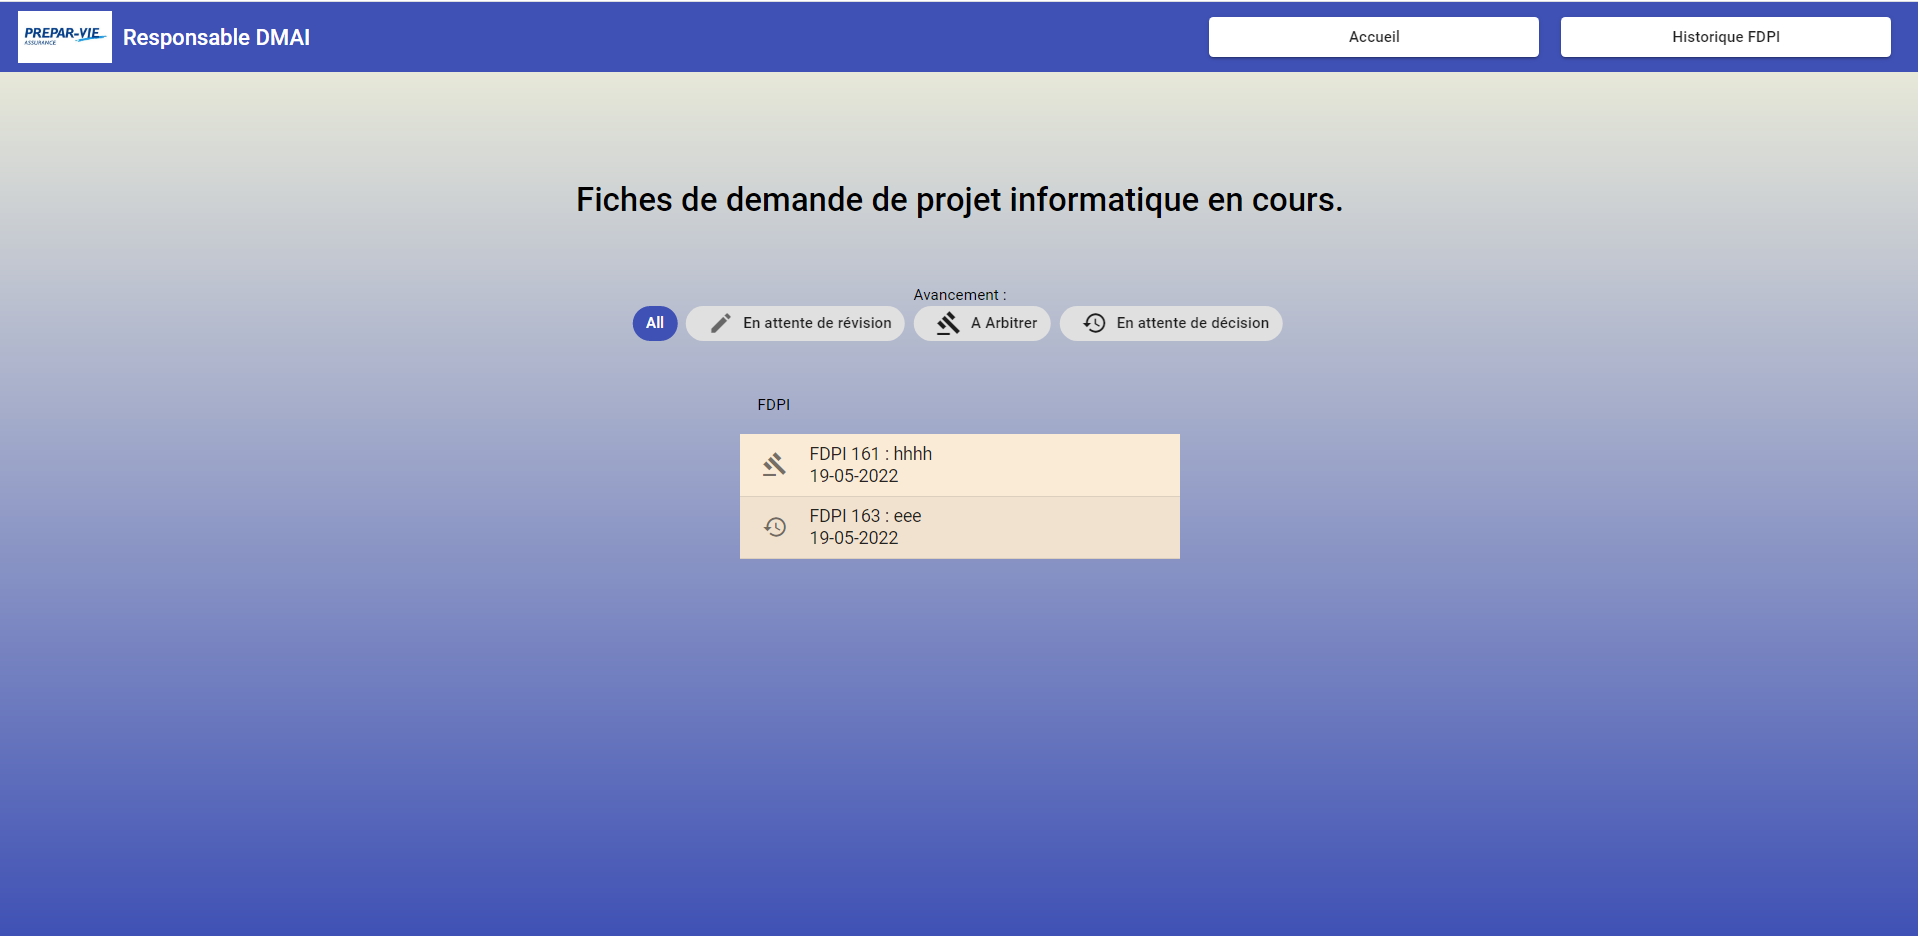 PREPAR-VIE
ASSURANCE
Responsable DMAI
Accueil
Historique FDPI
Fiches de demande de projet informatique en cours.
Avancement :
All
En attente de révision
A Arbitrer
En attente de décision
FDPI
FDPI 161 : hhhh
19-05-2022
FDPI 163 : eee
19-05-2022